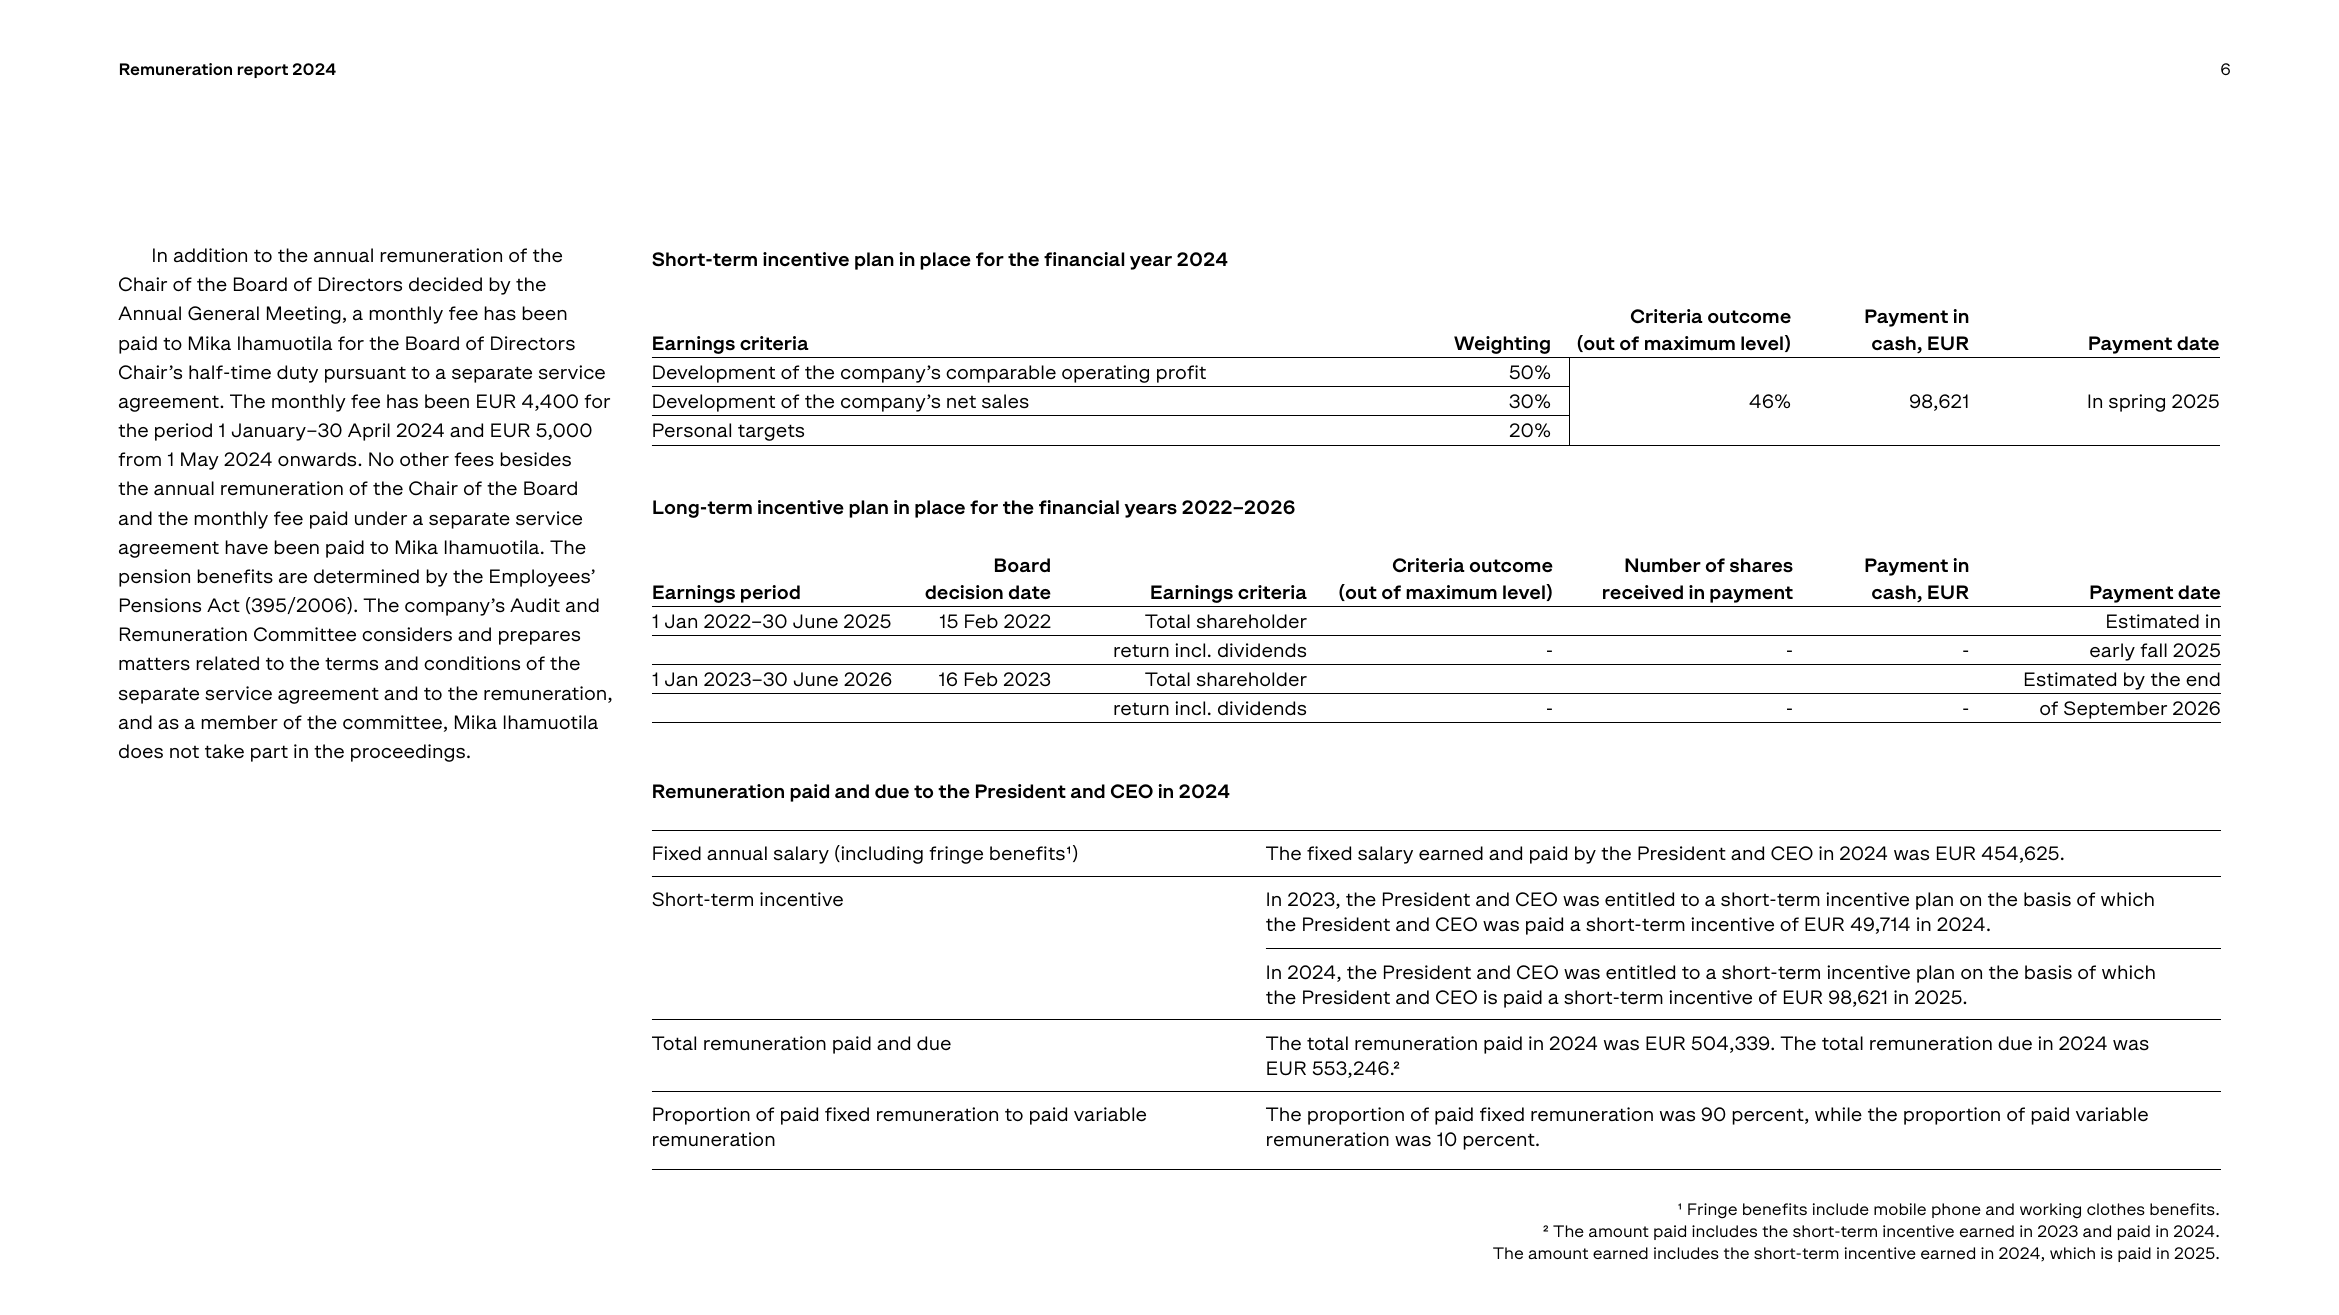 Remuneration report 2024
6
In addition to the annual remuneration of the
Chair of the Board of Directors decided by the
Annual General Meeting, a monthly fee has been
paid to Mika Ihamuotila for the Board of Directors
Chair’s half-time duty pursuant to a separate service
agreement. The monthly fee has been EUR 4,400 for
the period 1 January–30 April 2024 and EUR 5,000
from 1 May 2024 onwards. No other fees besides
the annual remuneration of the Chair of the Board
and the monthly fee paid under a separate service
agreement have been paid to Mika Ihamuotila. The
pension benefits are determined by the Employees’
Pensions Act (395/2006). The company’s Audit and
Remuneration Committee considers and prepares
matters related to the terms and conditions of the
separate service agreement and to the remuneration,
and as a member of the committee, Mika Ihamuotila
does not take part in the proceedings.
Short-term incentive plan in place for the financial year 2024
Criteria outcome Payment in
Earnings criteria Weighting (out of maximum level) cash, EUR Payment date
Development of the company’s comparable operating profit 50%
Development of the company’s net sales 30% 46% 98,621 In spring 2025
Personal targets 20%
Long-term incentive plan in place for the financial years 2022–2026
Board Criteria outcome Number of shares Payment in
Earnings period decision date Earnings criteria (out of maximum level) received in payment cash, EUR Payment date
1 Jan 2022–30 June 2025 15 Feb 2022 Total shareholder Estimated in
return incl. dividends - - - early fall 2025
1 Jan 2023–30 June 2026 16 Feb 2023 Total shareholder Estimated by the end
return incl. dividends - - - of September 2026
Remuneration paid and due to the President and CEO in 2024
Fixed annual salary (including fringe benefits¹) The fixed salary earned and paid by the President and CEO in 2024 was EUR 454,625.
Short-term incentive In 2023, the President and CEO was entitled to a short-term incentive plan on the basis of which
the President and CEO was paid a short-term incentive of EUR 49,714 in 2024.
In 2024, the President and CEO was entitled to a short-term incentive plan on the basis of which
the President and CEO is paid a short-term incentive of EUR 98,621 in 2025.
Total remuneration paid and due The total remuneration paid in 2024 was EUR 504,339. The total remuneration due in 2024 was
EUR 553,246.²
Proportion of paid fixed remuneration to paid variable The proportion of paid fixed remuneration was 90 percent, while the proportion of paid variable
remuneration remuneration was 10 percent.
¹ Fringe benefits include mobile phone and working clothes benefits.
² The amount paid includes the short-term incentive earned in 2023 and paid in 2024.
The amount earned includes the short-term incentive earned in 2024, which is paid in 2025.